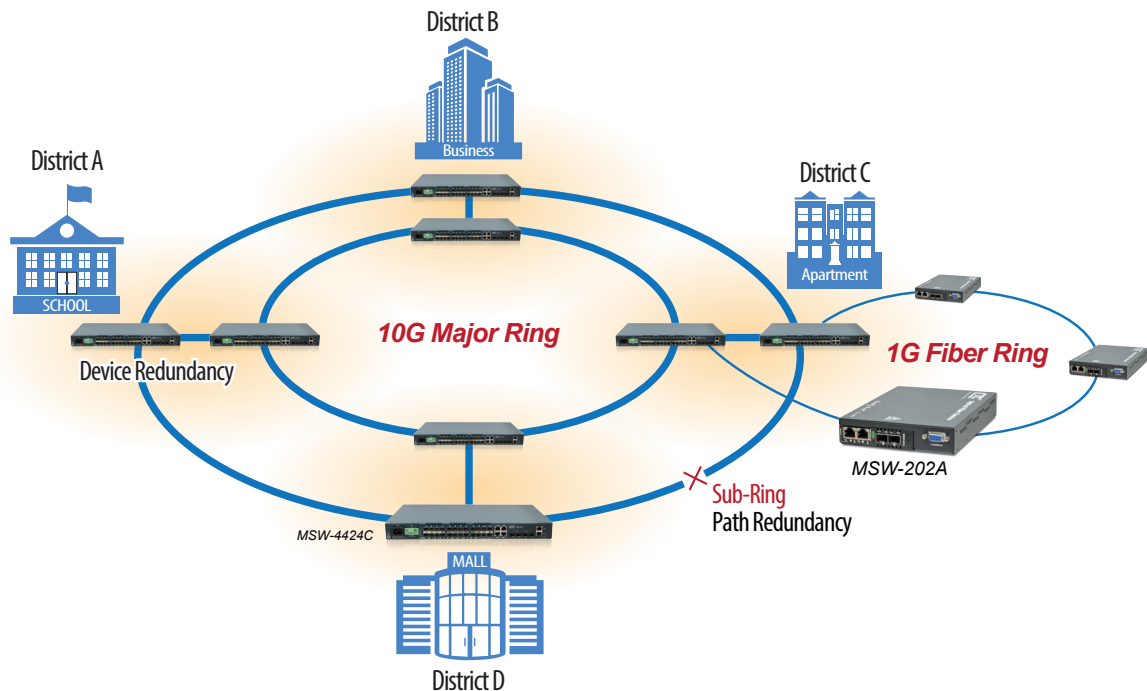 District B
Business
District A
SCHOOL
District C
Apartment
10G Major Ring
1G Fiber Ring
Device Redundancy
MSW-202A
Sub-Ring
Path Redundancy
MSW-4424C
MALL
District D